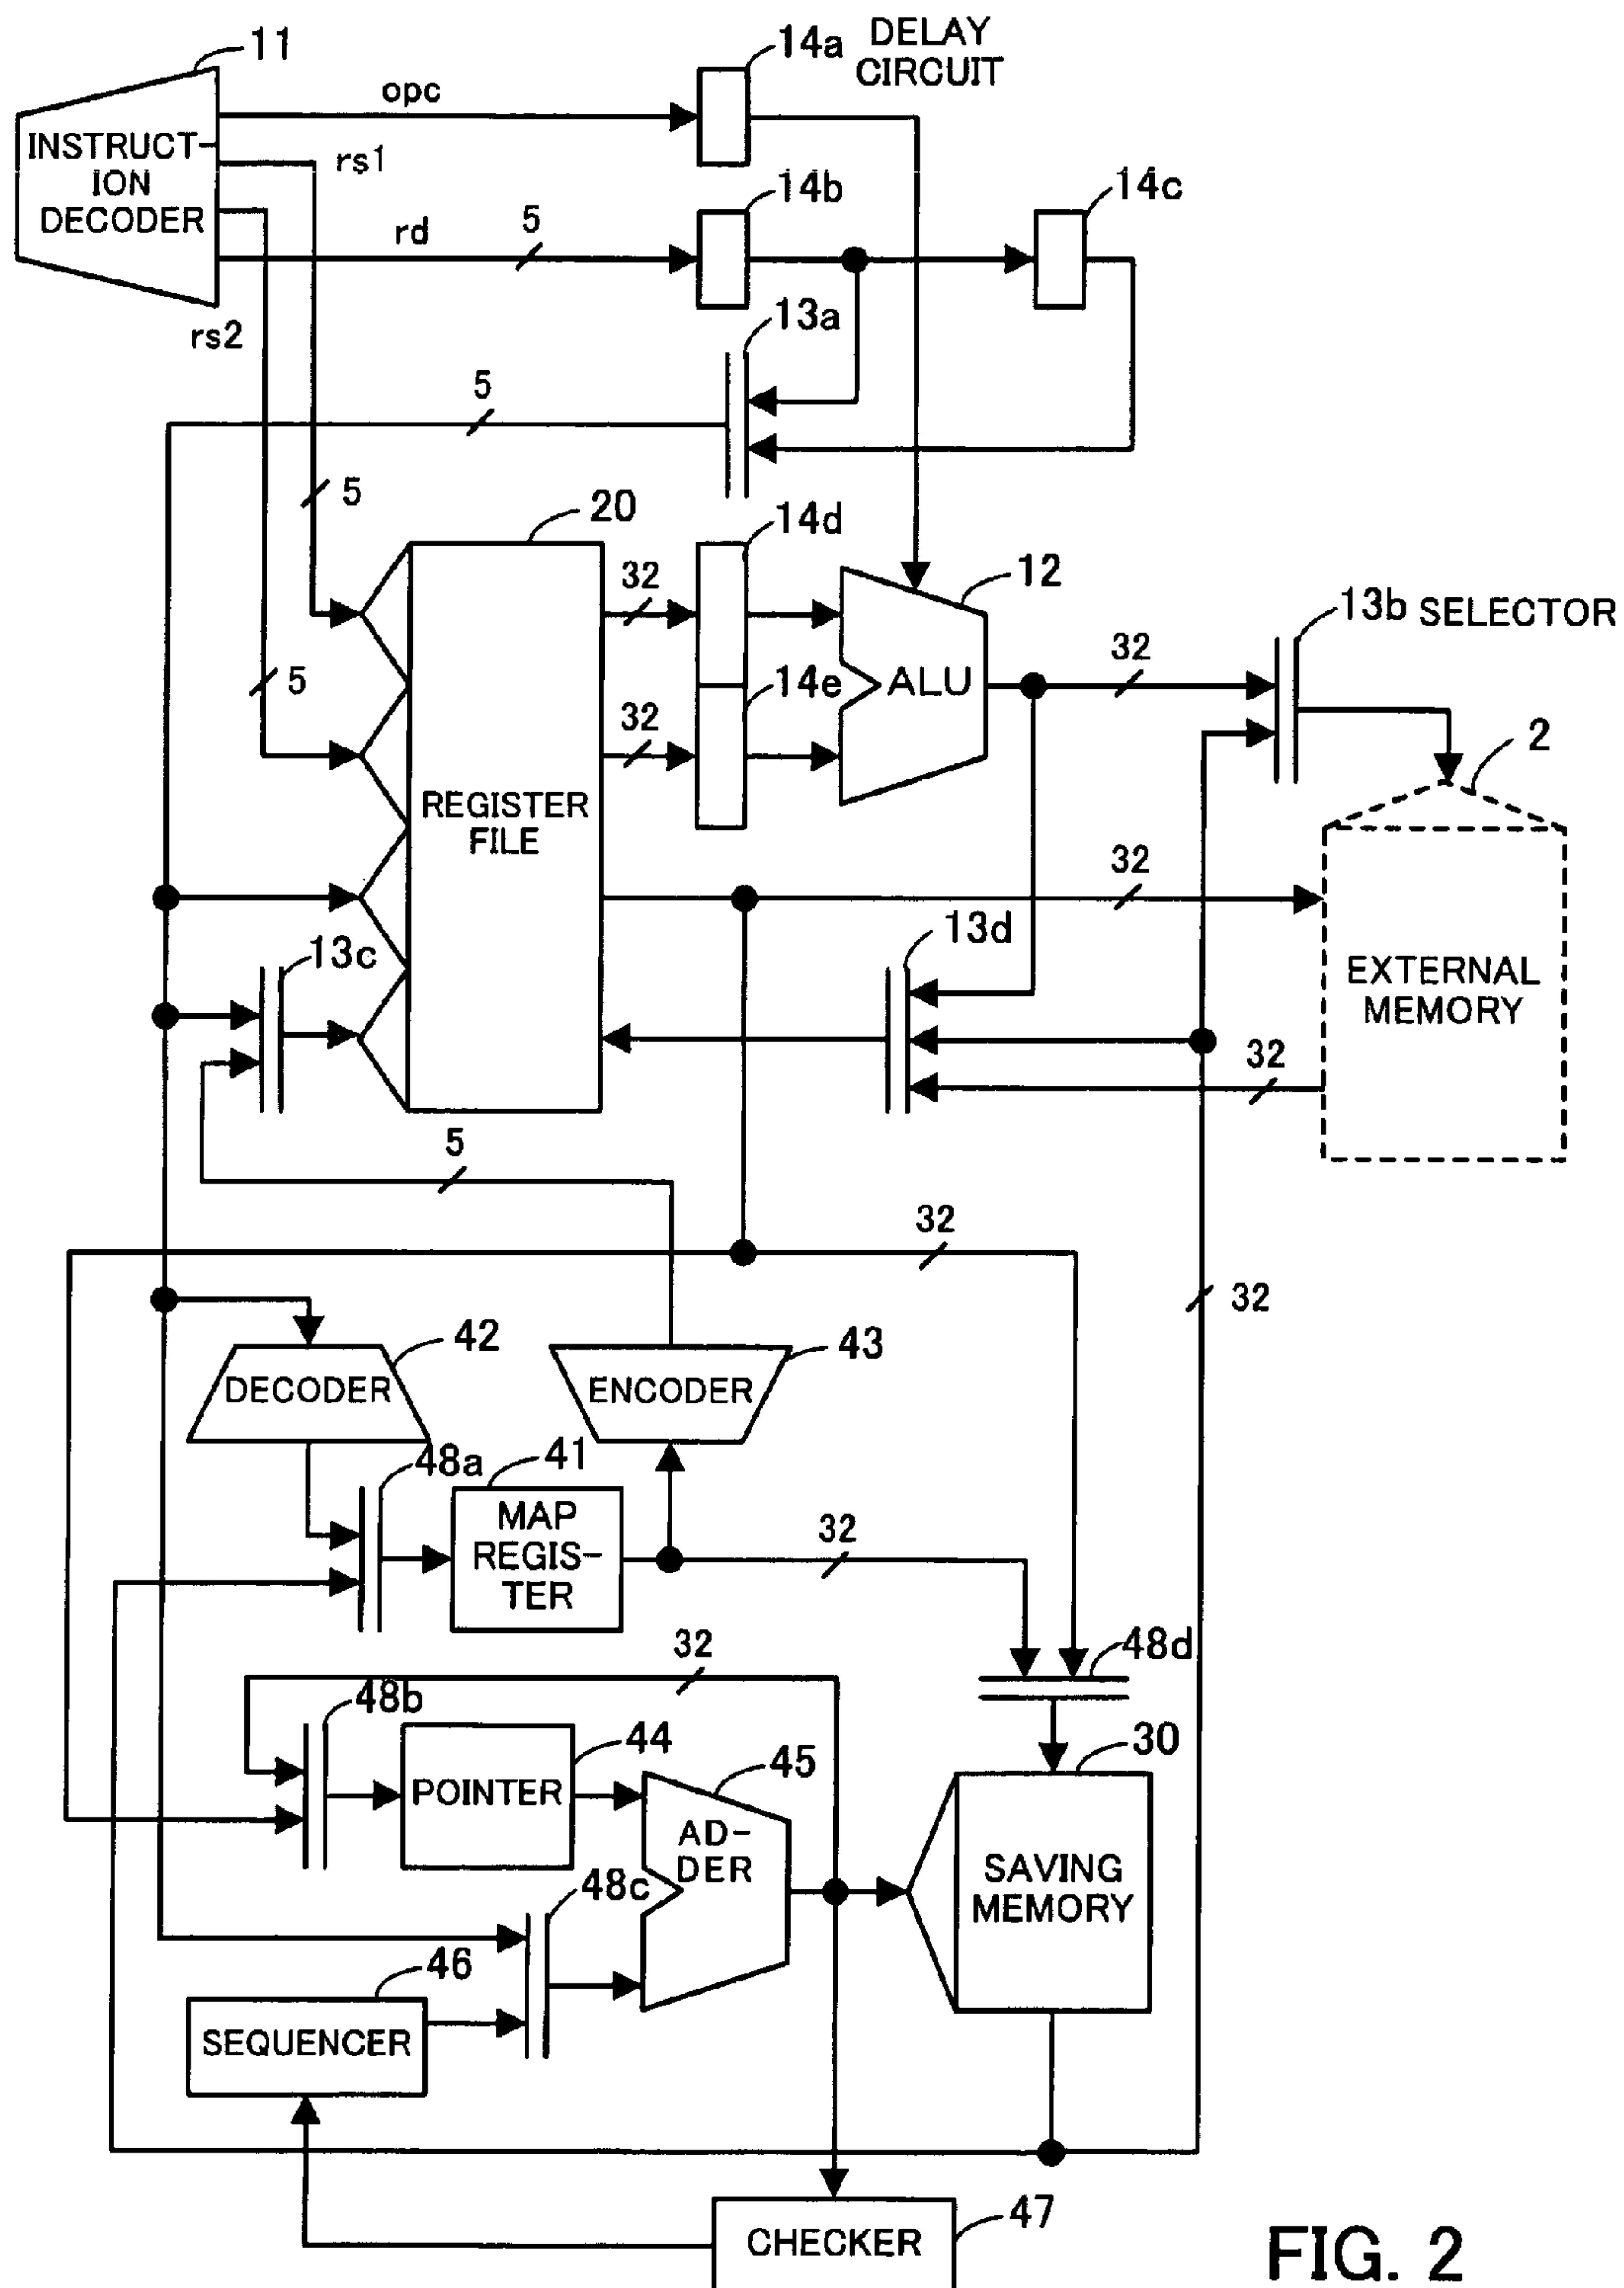 11
14a
DELAY
CIRCUIT
opc
INSTRUCT-
ION
DECODER
rs1
14b
14c
rd
5
rs2
13a
5
5
20
14d
32
12
13b SELECTOR
5
14e
ALU
32
32
2
REGISTER
FILE
32
13c
13d
EXTERNAL
MEMORY
32
5
32
32
42
43
DECODER
ENCODER
48a
41
MAP
REGIS-
TER
32
32
48d
48b
44
45
30
POINTER
AD-
DER
SAVING
MEMORY
48c
46
SEQUENCER
47
CHECKER
FIG. 2